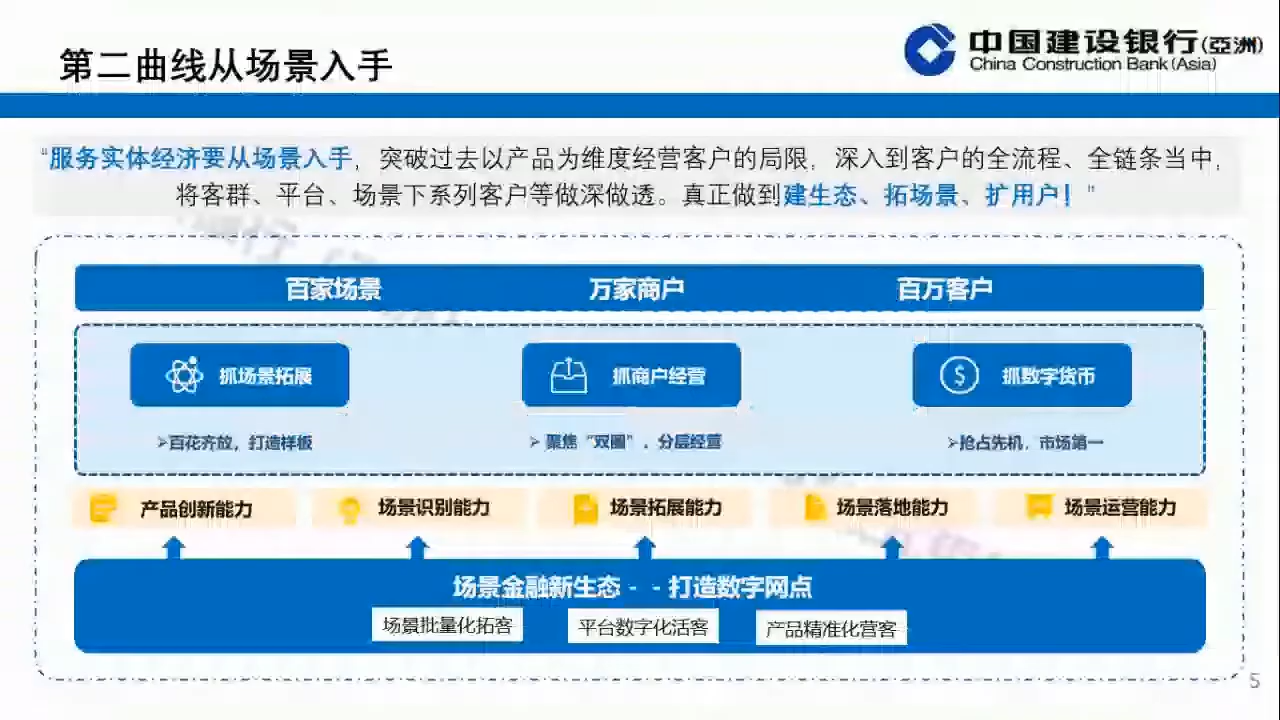 第二曲线从场景入手
中国建设银行(亞洲)
China Construction Bank (Asia)
“服务实体经济要从场景入手，突破过去以产品为维度经营客户的局限，深入到客户的全流程、全链条当中，
将客群、平台、场景下系列客户等做深做透。真正做到建生态、拓场景、扩用户！”
百家场景 万家商户 百万客户
抓场景拓展 抓商户经营 抓数字货币
➢百花齐放，打造样板 ➢聚焦“双圈”，分层经营 ➢抢占先机，市场第一
产品创新能力 场景识别能力 场景拓展能力 场景落地能力 场景运营能力
场景金融新生态--打造数字网点
场景批量化拓客 平台数字化活客 产品精准化营客
5